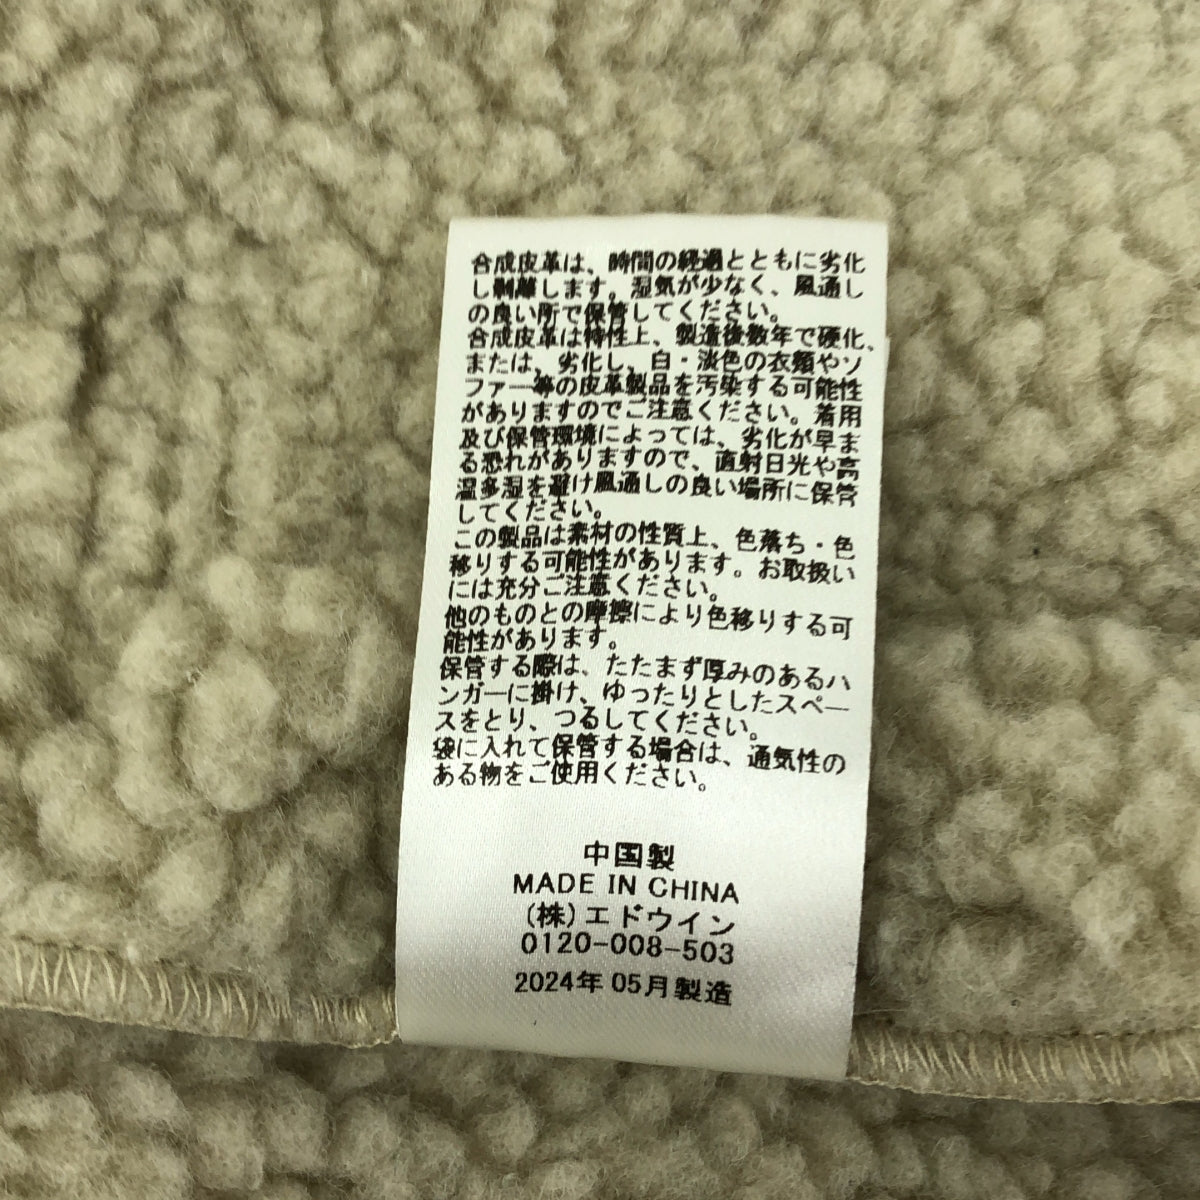 合成皮革は、時間の経過とともに劣化
し剥離します。湿気が少なく、風通し
の良い所で保管してください。
合成皮革は特性上、製造後数年で硬化、
または、劣化し、白・淡色の衣類やソ
ファー等の皮革製品を汚染する可能性
がありますのでご注意ください。着用
及び保管環境によっては、劣化が早ま
る恐れがありますので、直射日光や高
温多湿を避け風通しの良い場所に保管
してください。
この製品は素材の性質上、色落ち・色
移りする可能性があります。お取扱い
には充分ご注意ください。
他のものとの摩擦により色移りする可
能性があります。
保管する際は、たたまず厚みのあるハ
ンガーに掛け、ゆったりとしたスペー
スをとり、つるしてください。
袋に入れて保管する場合は、通気性の
ある物をご使用ください。
中国製
MADE IN CHINA
(株)エドウイン
0120-008-503
2024年 05月製造